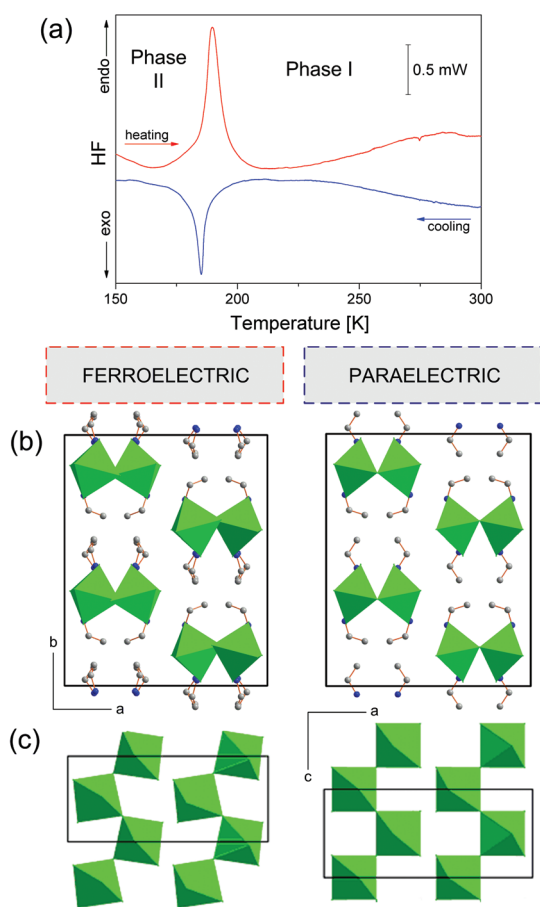 (a)
endo
HF
exo
Phase
II
Phase I
0.5 mW
heating
cooling
150
200
250
300
Temperature [K]
FERROELECTRIC
PARAELECTRIC
(b)
b
a
a
(c)
c